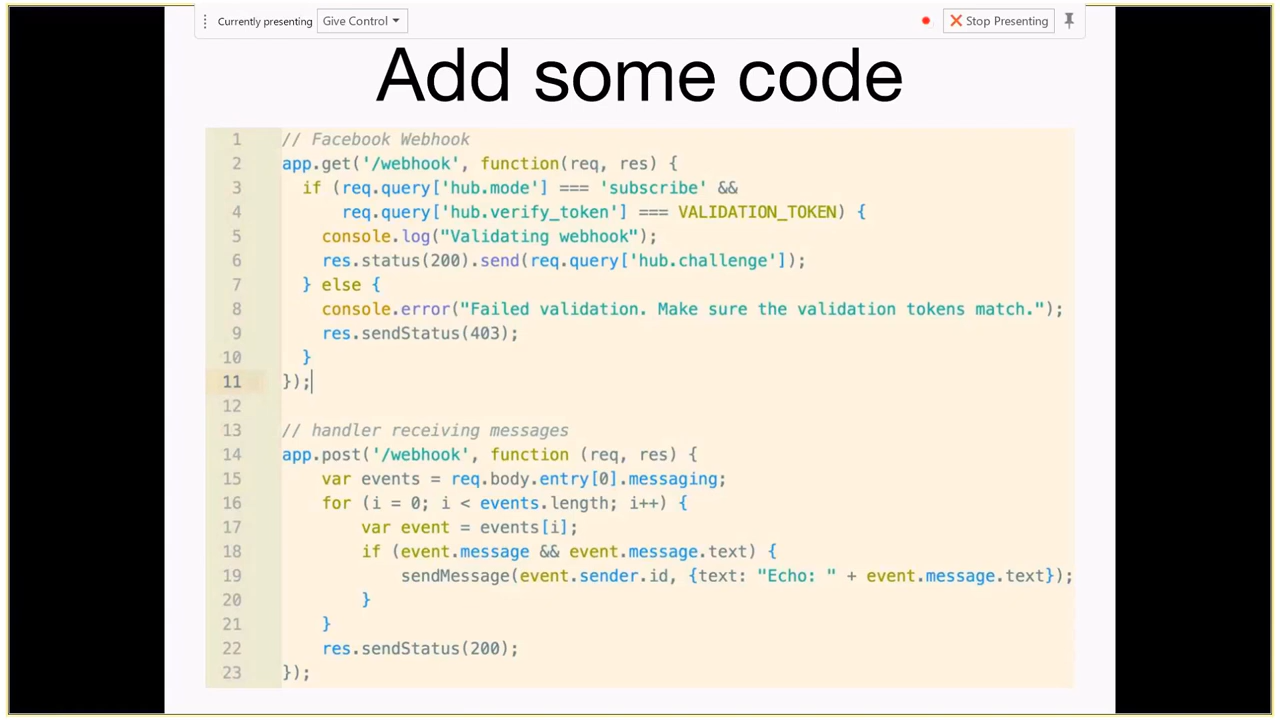 Currently presenting Give Control Stop Presenting
Add some code
1 // Facebook Webhook
2 app.get('/webhook', function(req, res) {
3   if (req.query['hub.mode'] === 'subscribe' &&
4       req.query['hub.verify_token'] === VALIDATION_TOKEN) {
5     console.log("Validating webhook");
6     res.status(200).send(req.query['hub.challenge']);
7   } else {
8     console.error("Failed validation. Make sure the validation tokens match.");
9     res.sendStatus(403);
10   }
11 });
12
13 // handler receiving messages
14 app.post('/webhook', function (req, res) {
15     var events = req.body.entry[0].messaging;
16     for (i = 0; i < events.length; i++) {
17         var event = events[i];
18         if (event.message && event.message.text) {
19             sendMessage(event.sender.id, {text: "Echo: " + event.message.text});
20         }
21     }
22     res.sendStatus(200);
23 });